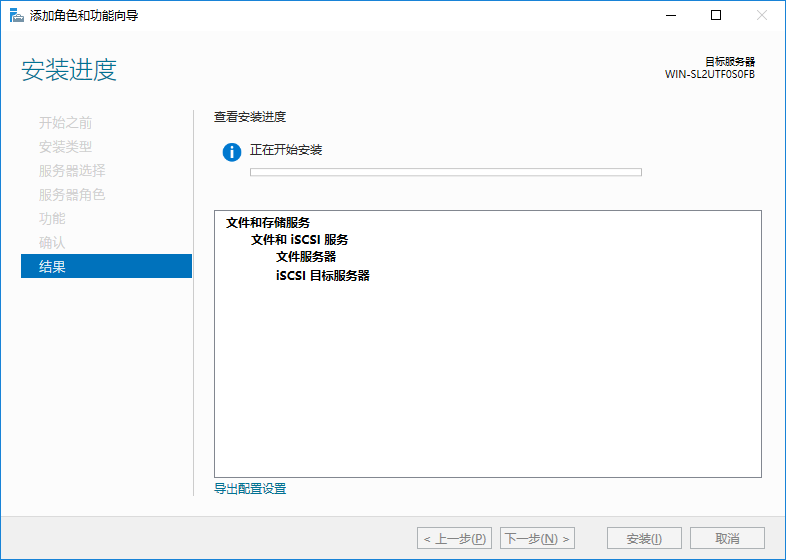 添加角色和功能向导
安装进度
目标服务器
WIN-SL2UTF0S0FB
开始之前
安装类型
服务器选择
服务器角色
功能
确认
结果
查看安装进度
正在开始安装
文件和存储服务
文件和 iSCSI 服务
文件服务器
iSCSI 目标服务器
导出配置设置
< 上一步(P)
下一步(N) >
安装(I)
取消